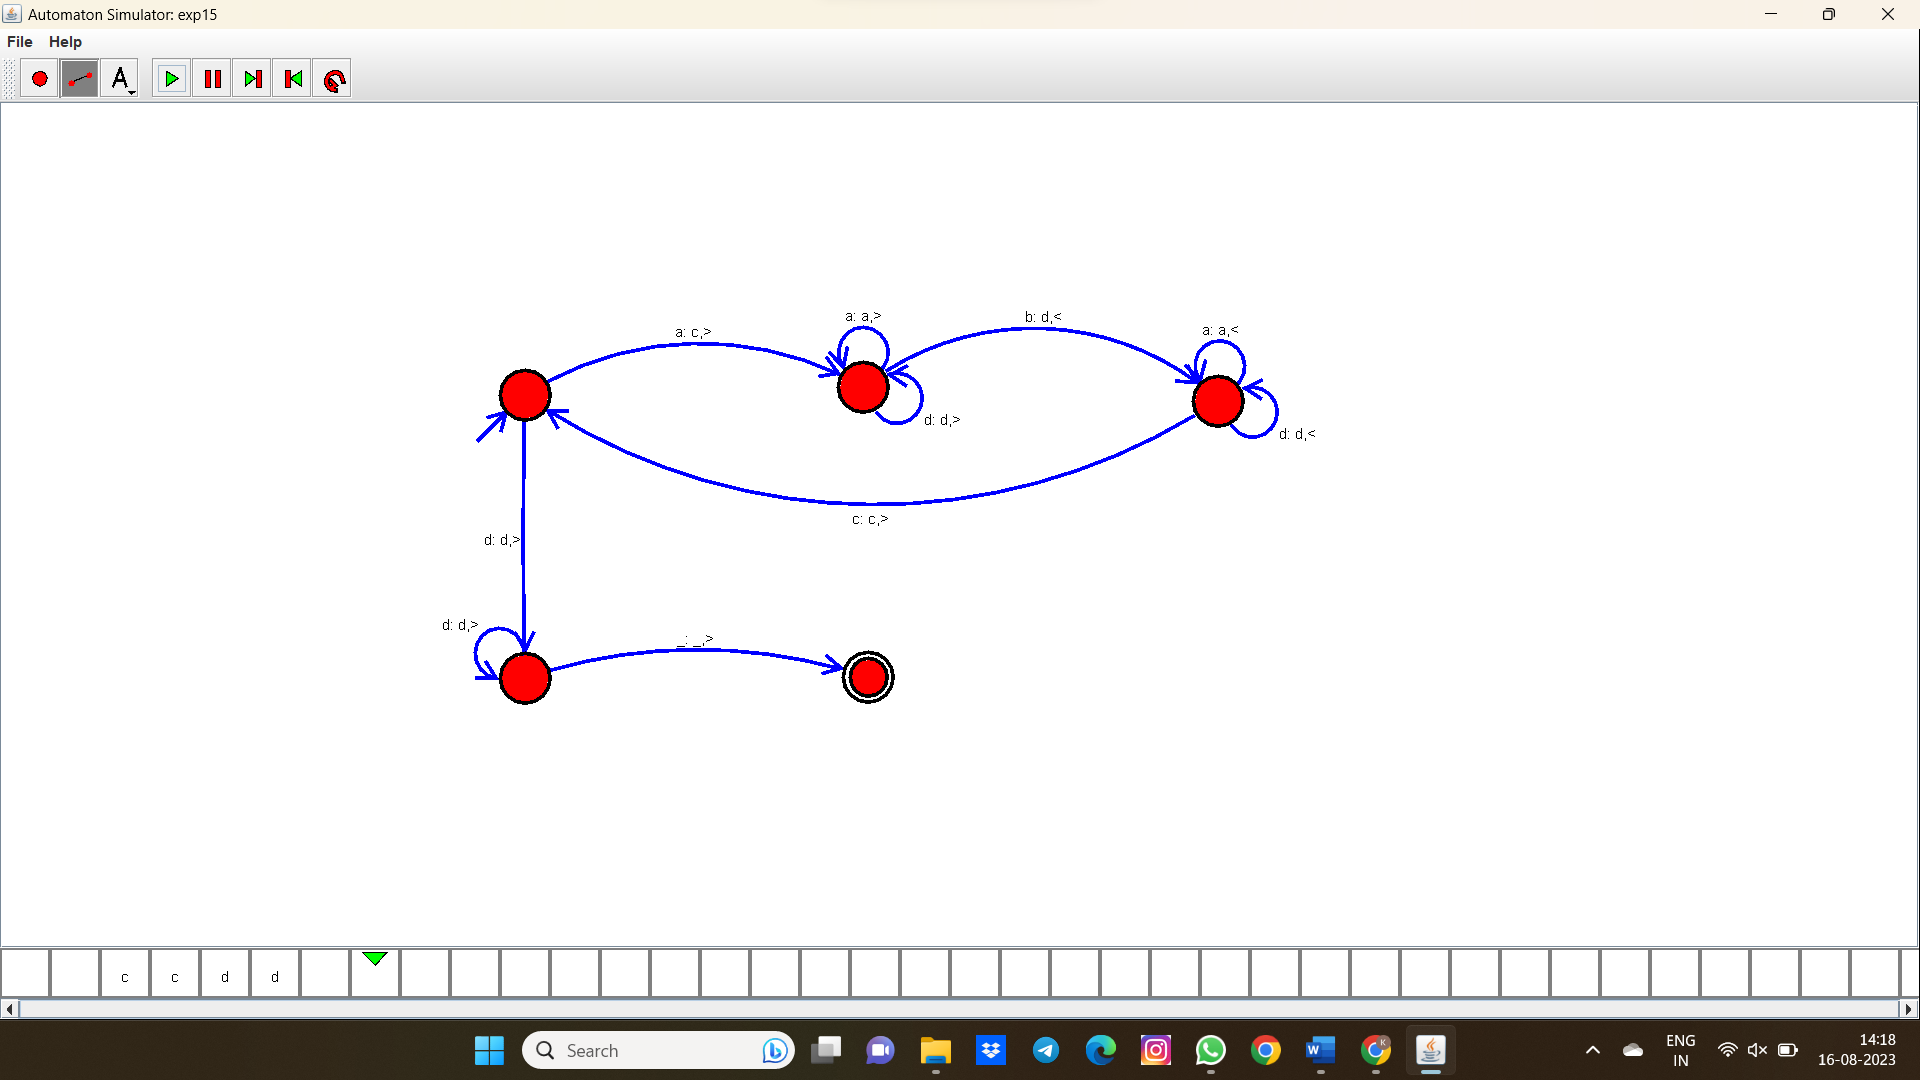 Automaton Simulator: exp15
File Help
A
a: a,>
b: d,<
a: a,<
a: c,>
d: d,>
d: d,<
c: c,>
d: d,>
d: d,>
_: _,>
c c d d
Search
ENG
IN
14:18
16-08-2023